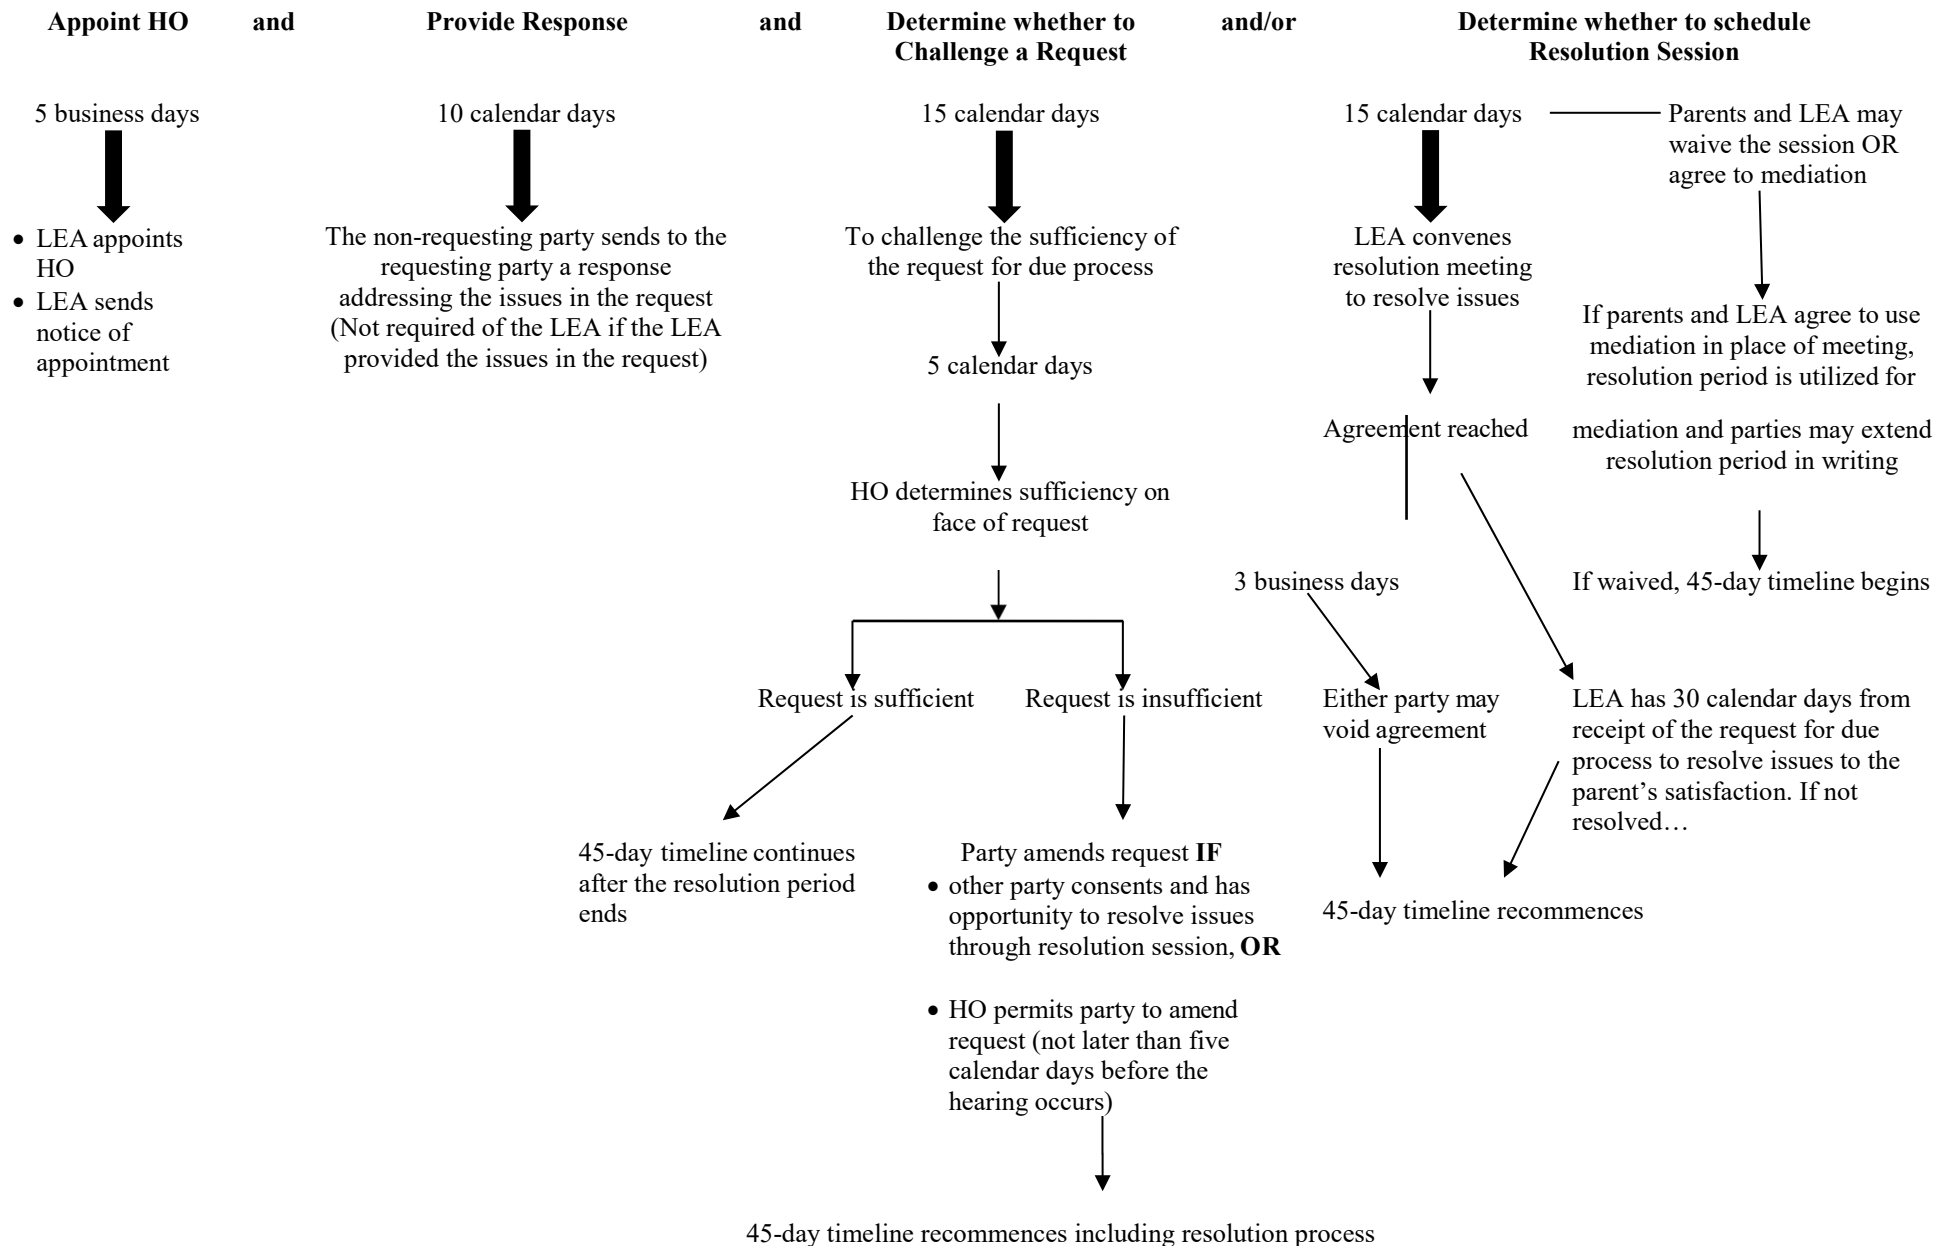 Appoint HO and Provide Response and Determine whether to Challenge a Request and/or Determine whether to schedule Resolution Session
5 business days
• LEA appoints
HO
• LEA sends
notice of
appointment
10 calendar days
The non-requesting party sends to the
requesting party a response
addressing the issues in the request
(Not required of the LEA if the LEA
provided the issues in the request)
15 calendar days
To challenge the sufficiency of
the request for due process
5 calendar days
HO determines sufficiency on
face of request
Request is sufficient
45-day timeline continues
after the resolution period
ends
Request is insufficient
Party amends request IF
• other party consents and has
opportunity to resolve issues
through resolution session, OR
• HO permits party to amend
request (not later than five
calendar days before the
hearing occurs)
45-day timeline recommences including resolution process
15 calendar days
LEA convenes
resolution meeting
to resolve issues
Agreement reached
3 business days
Either party may
void agreement
45-day timeline recommences
Parents and LEA may
waive the session OR
agree to mediation
If parents and LEA agree to use
mediation in place of meeting,
resolution period is utilized for
mediation and parties may extend
resolution period in writing
If waived, 45-day timeline begins
LEA has 30 calendar days from
receipt of the request for due
process to resolve issues to the
parent’s satisfaction. If not
resolved…